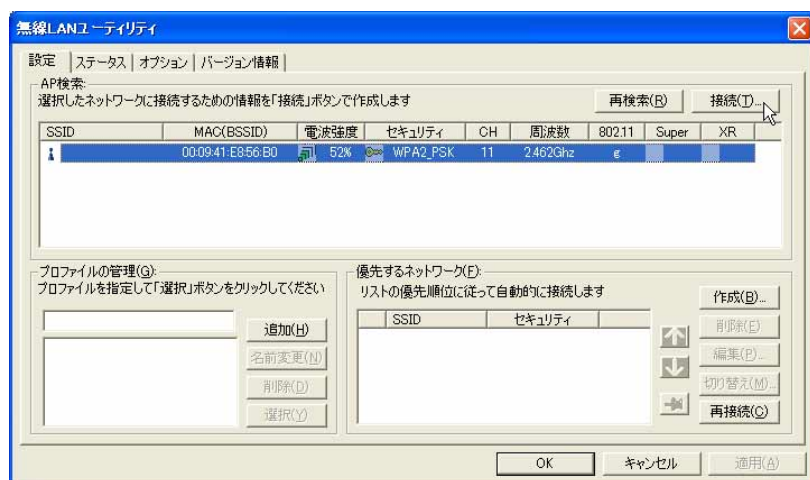 無線LANユーティリティ
設定 ステータス オプション バージョン情報
AP検索:
選択したネットワークに接続するための情報を「接続」ボタンで作成します 再検索(R) 接続(T)...
SSID MAC(BSSID) 電波強度 セキュリティ CH 周波数 802.11 Super XR
00:09:41:E8:56:B0 52% WPA2_PSK 11 2.462Ghz g
プロファイルの管理(G):
プロファイルを指定して「選択」ボタンをクリックしてください
追加(H)
名前変更(N)
削除(D)
選択(Y)
優先するネットワーク(F):
リストの優先順位に従って自動的に接続します
SSID セキュリティ
作成(B)...
削除(E)
編集(P)...
切り替え(M)...
再接続(C)
OK キャンセル 適用(A)